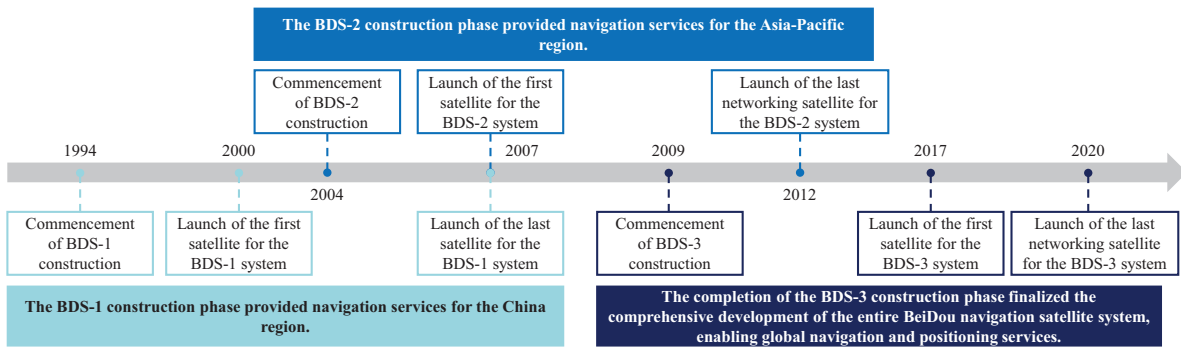 The BDS-2 construction phase provided navigation services for the Asia-Pacific
region.
Commencement
of BDS-2
construction
Launch of the first
satellite for the
BDS-2 system
Launch of the last
networking satellite for
the BDS-2 system
1994
2000
2007
2009
2017
2020
2004
2012
Commencement
of BDS-1
construction
Launch of the first
satellite for the
BDS-1 system
Launch of the last
satellite for the
BDS-1 system
Commencement
of BDS-3
construction
Launch of the first
satellite for the
BDS-3 system
Launch of the last
networking satellite
for the BDS-3 system
The BDS-1 construction phase provided navigation services for the China
region.
The completion of the BDS-3 construction phase finalized the
comprehensive development of the entire BeiDou navigation satellite system,
enabling global navigation and positioning services.